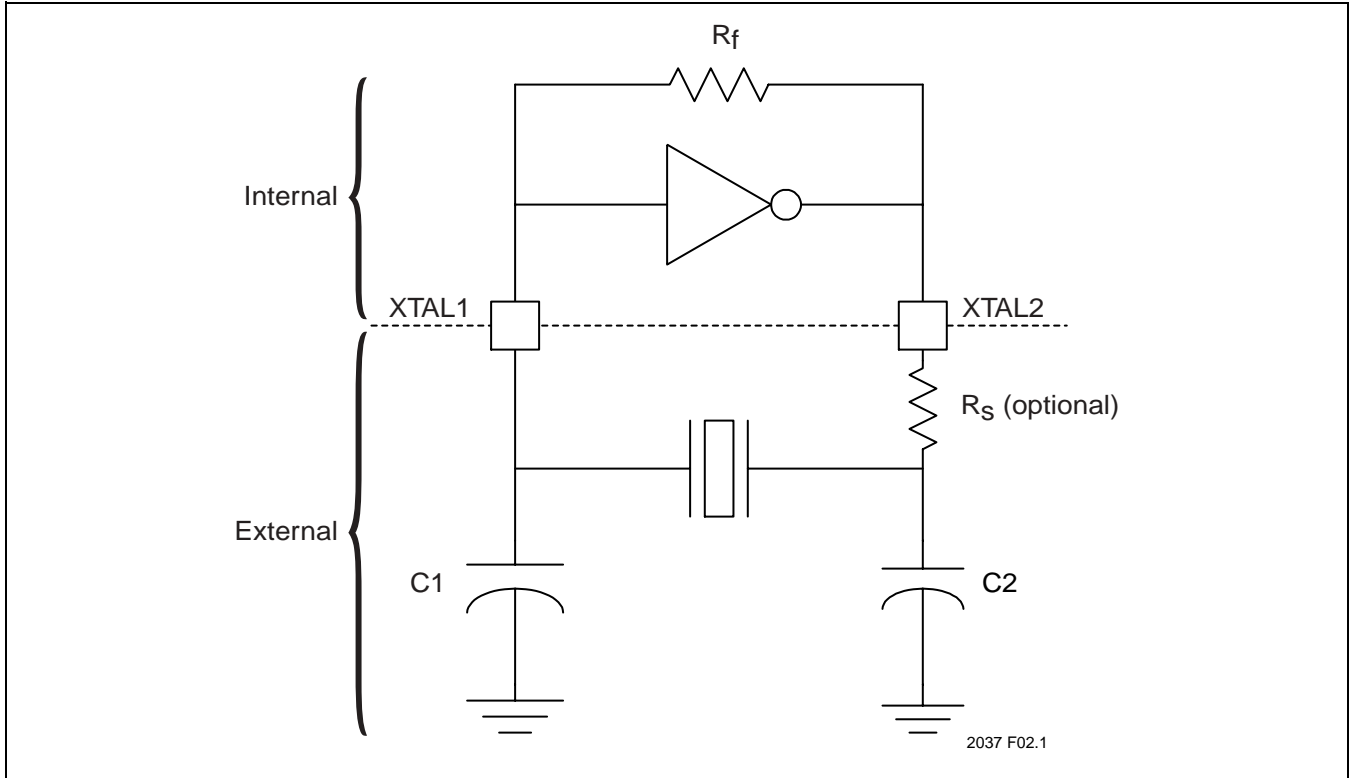 Rf
Internal
XTAL1
XTAL2
RS (optional)
External
C1
C2
2037 F02.1